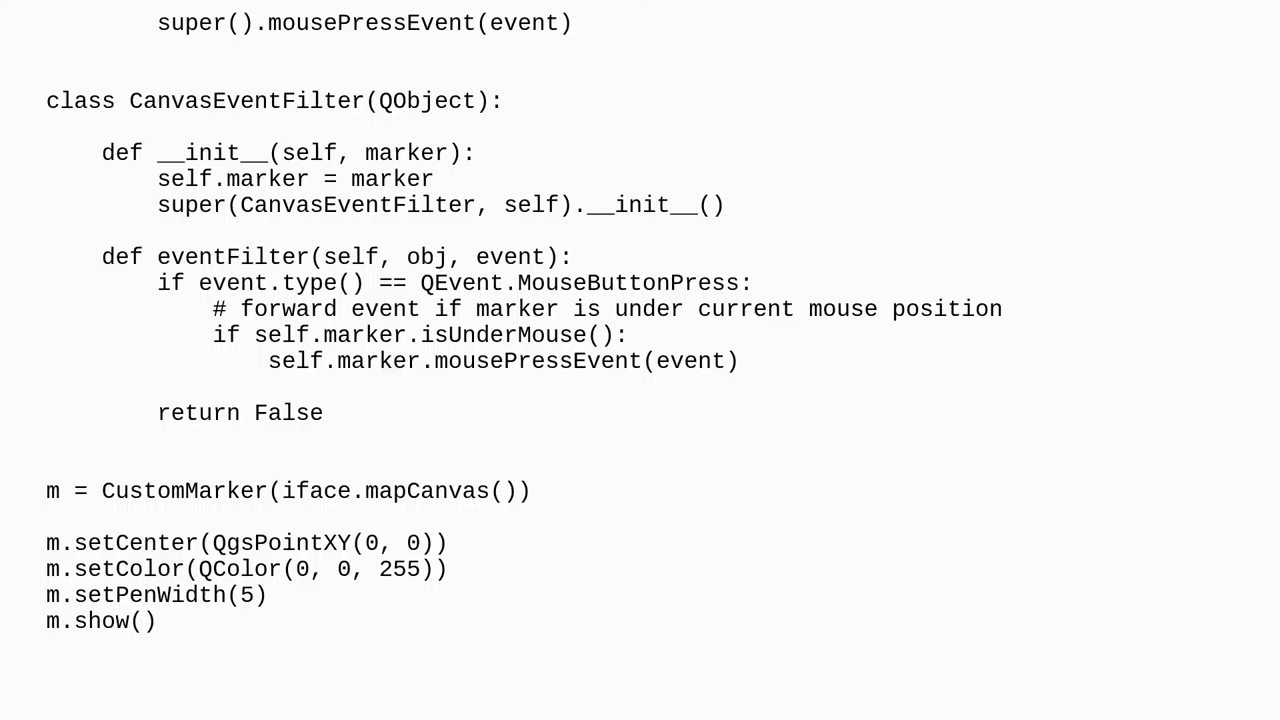 super().mousePressEvent(event)
class CanvasEventFilter(QObject):
def __init__(self, marker):
self.marker = marker
super(CanvasEventFilter, self).__init__()
def eventFilter(self, obj, event):
if event.type() == QEvent.MouseButtonPress:
# forward event if marker is under current mouse position
if self.marker.isUnderMouse():
self.marker.mousePressEvent(event)
return False
m = CustomMarker(iface.mapCanvas())
m.setCenter(QgsPointXY(0, 0))
m.setColor(QColor(0, 0, 255))
m.setPenWidth(5)
m.show()